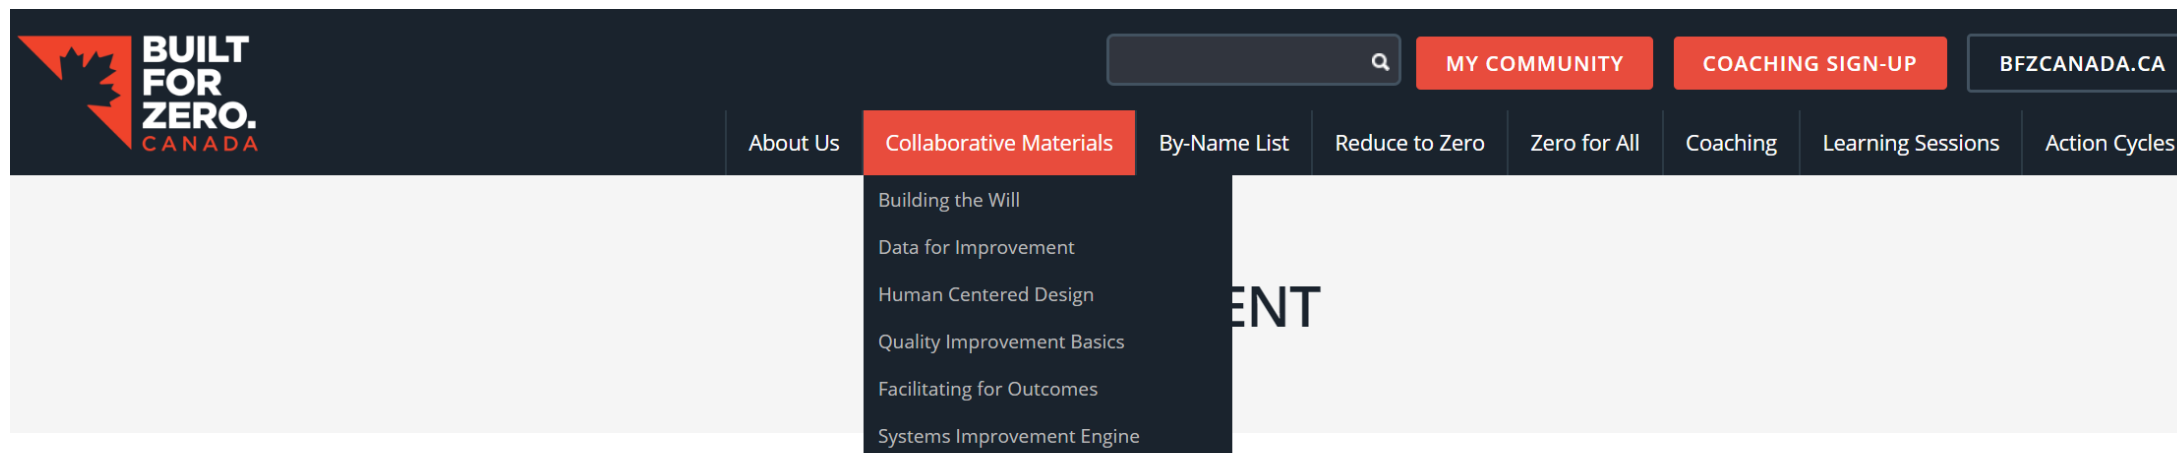 BUILT
FOR
ZERO.
CANADA
MY COMMUNITY
COACHING SIGN-UP
BFZCANADA.CA
About Us
Collaborative Materials
By-Name List
Reduce to Zero
Zero for All
Coaching
Learning Sessions
Action Cycles
Building the Will
Data for Improvement
Human Centered Design
Quality Improvement Basics
Facilitating for Outcomes
Systems Improvement Engine